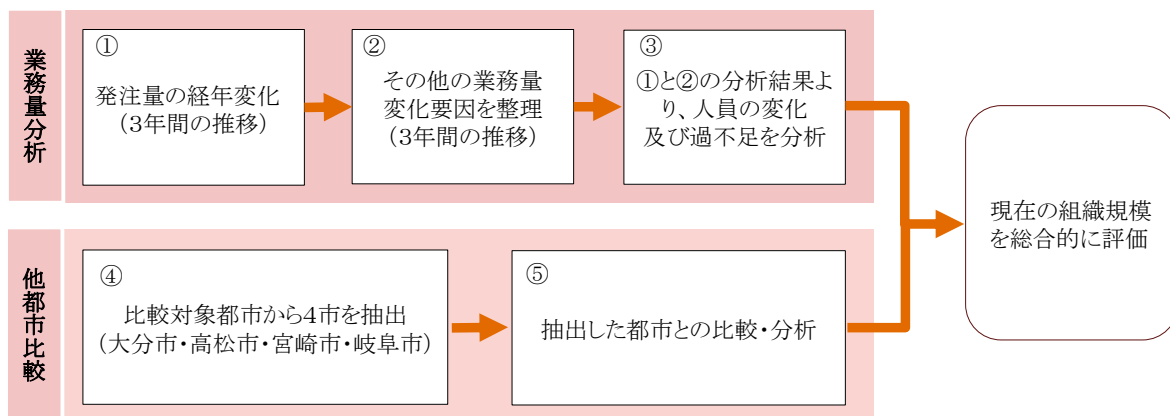 業務量分析
①
発注量の経年変化
(3年間の推移)
②
その他の業務量
変化要因を整理
(3年間の推移)
③
①と②の分析結果よ
り、人員の変化
及び過不足を分析
他都市比較
④
比較対象都市から4市を抽出
(大分市・高松市・宮崎市・岐阜市)
⑤
抽出した都市との比較・分析
現在の組織規模
を総合的に評価